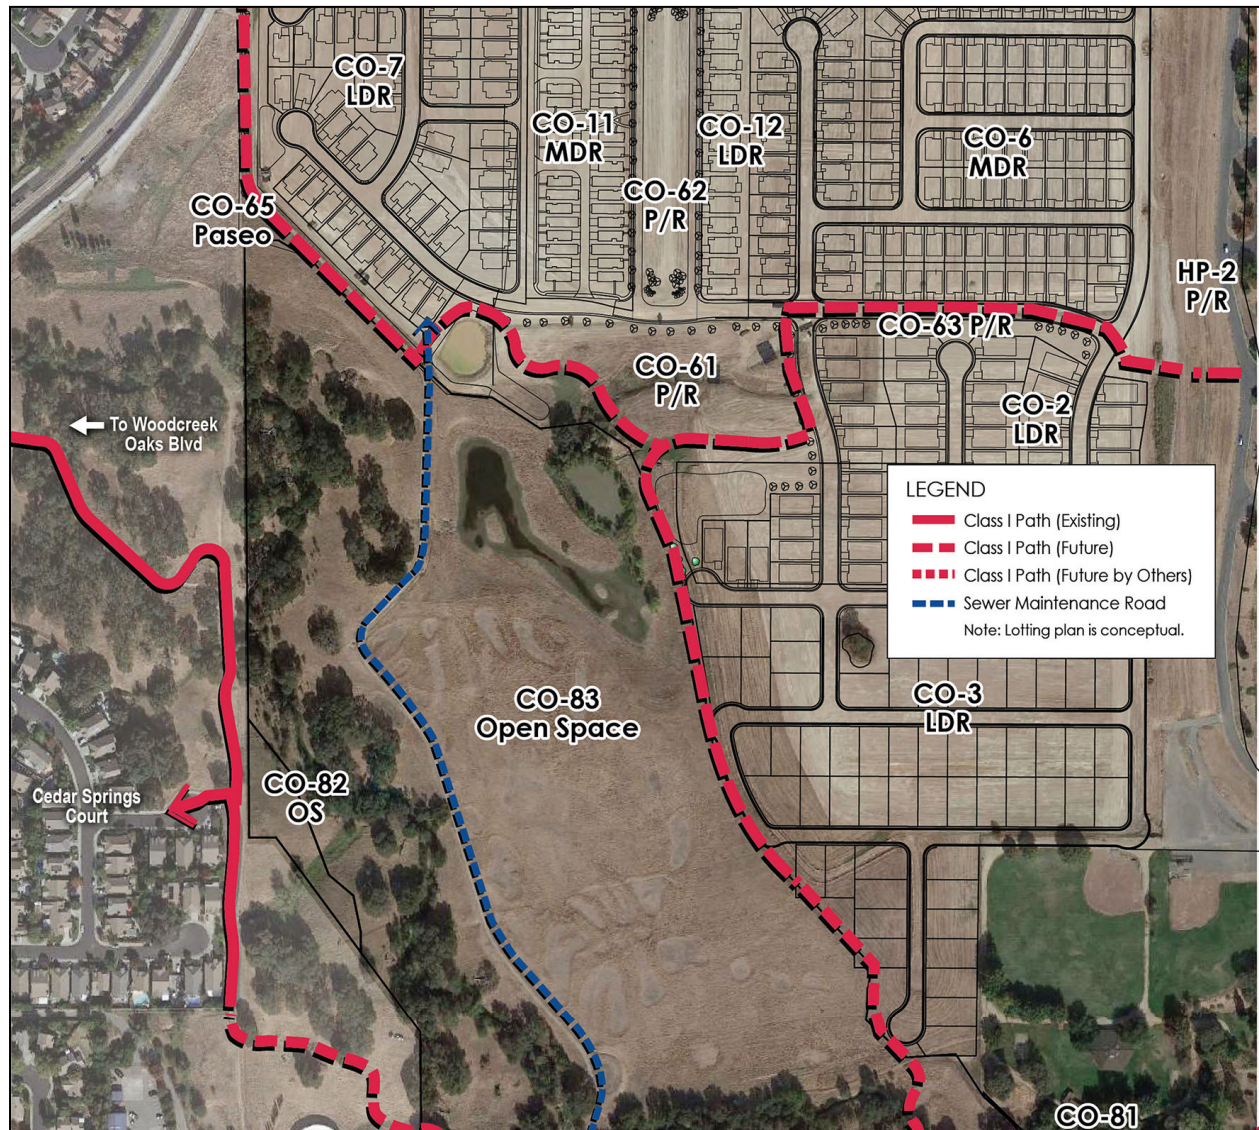 CO-7
LDR
CO-11
MDR
CO-12
LDR
CO-6
MDR
CO-62
P/R
CO-65
Paseo
HP-2
P/R
CO-63 P/R
CO-61
P/R
CO-2
LDR
To Woodcreek
Oaks Blvd
LEGEND
Class I Path (Existing)
Class I Path (Future)
Class I Path (Future by Others)
Sewer Maintenance Road
Note: Lotting plan is conceptual.
CO-83
Open Space
CO-3
LDR
CO-82
OS
Cedar Springs
Court
CO-81